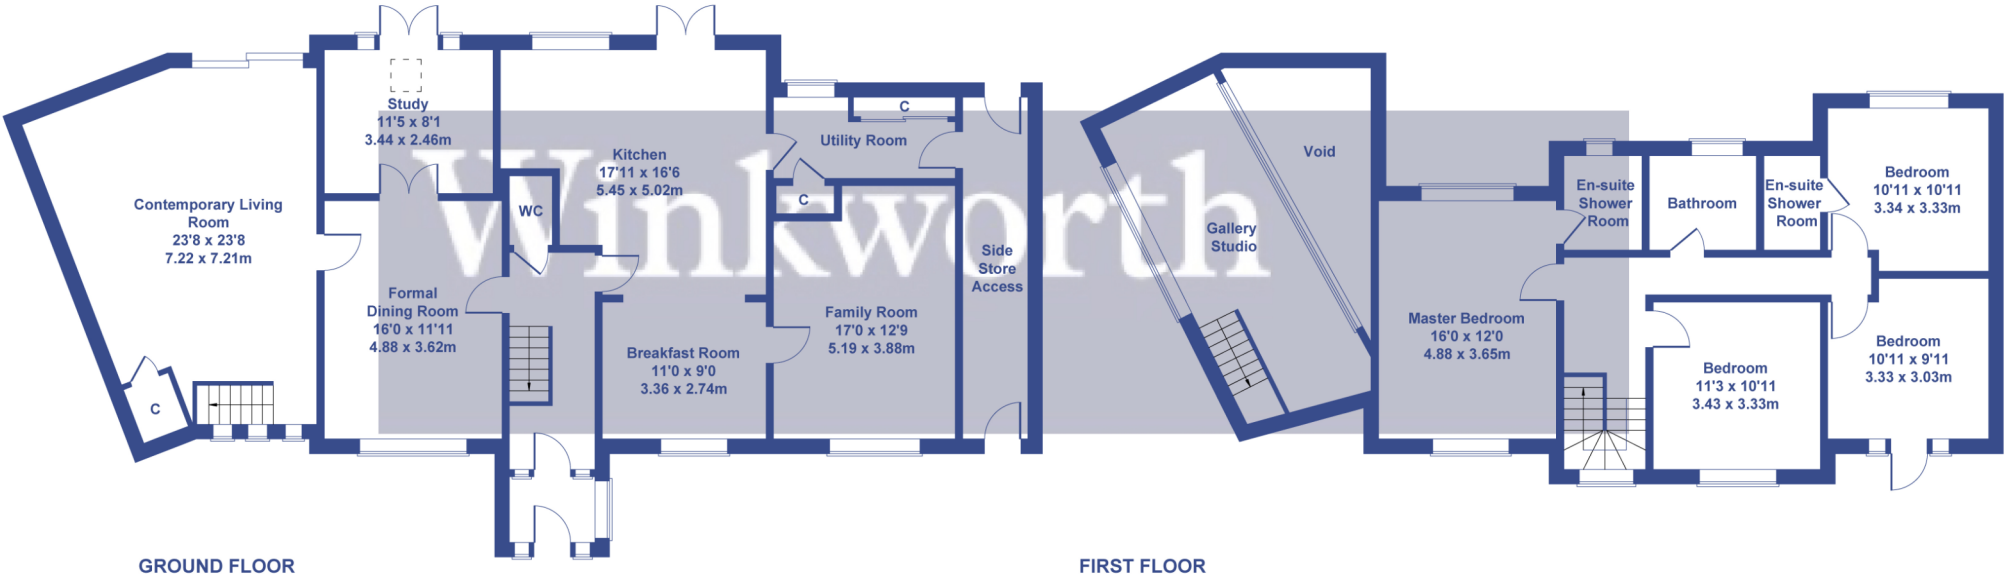 Study
11'5 x 8'1
3.44 x 2.46m
Contemporary Living
Room
23'8 x 23'8
7.22 x 7.21m
C
Formal
Dining Room
16'0 x 11'11
4.88 x 3.62m
WC
Kitchen
17'11 x 16'6
5.45 x 5.02m
Breakfast Room
11'0 x 9'0
3.36 x 2.74m
C
Utility Room
C
Family Room
17'0 x 12'9
5.19 x 3.88m
Side
Store
Access
Winkworth
GROUND FLOOR
Void
Gallery
Studio
Master Bedroom
16'0 x 12'0
4.88 x 3.65m
En-suite
Shower
Room
Bathroom
En-suite
Shower
Room
Bedroom
10'11 x 10'11
3.34 x 3.33m
Bedroom
11'3 x 10'11
3.43 x 3.33m
Bedroom
10'11 x 9'11
3.33 x 3.03m
FIRST FLOOR